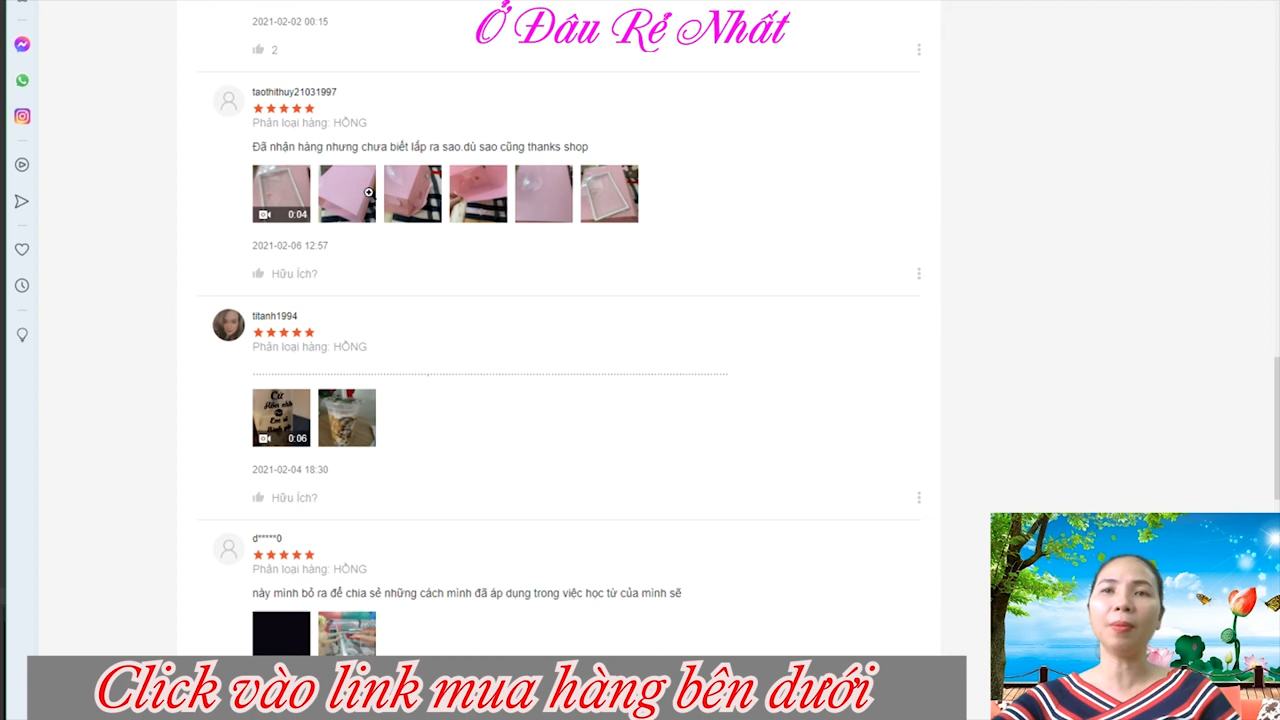 Ở Đâu Rẻ Nhất
2021-02-02 00:15
2
taothithuy21031997
Phân loại hàng: HỒNG
Đã nhận hàng nhưng chưa biết lắp ra sao.dù sao cũng thanks shop
0:04
2021-02-06 12:57
Hữu Ích?
titanh1994
Phân loại hàng: HỒNG
0:06
2021-02-04 18:30
Hữu Ích?
d*****0
Phân loại hàng: HỒNG
này mình bỏ ra để chia sẻ những cách mình đã áp dụng trong việc học từ của mình sẽ
Click vào link mua hàng bên dưới